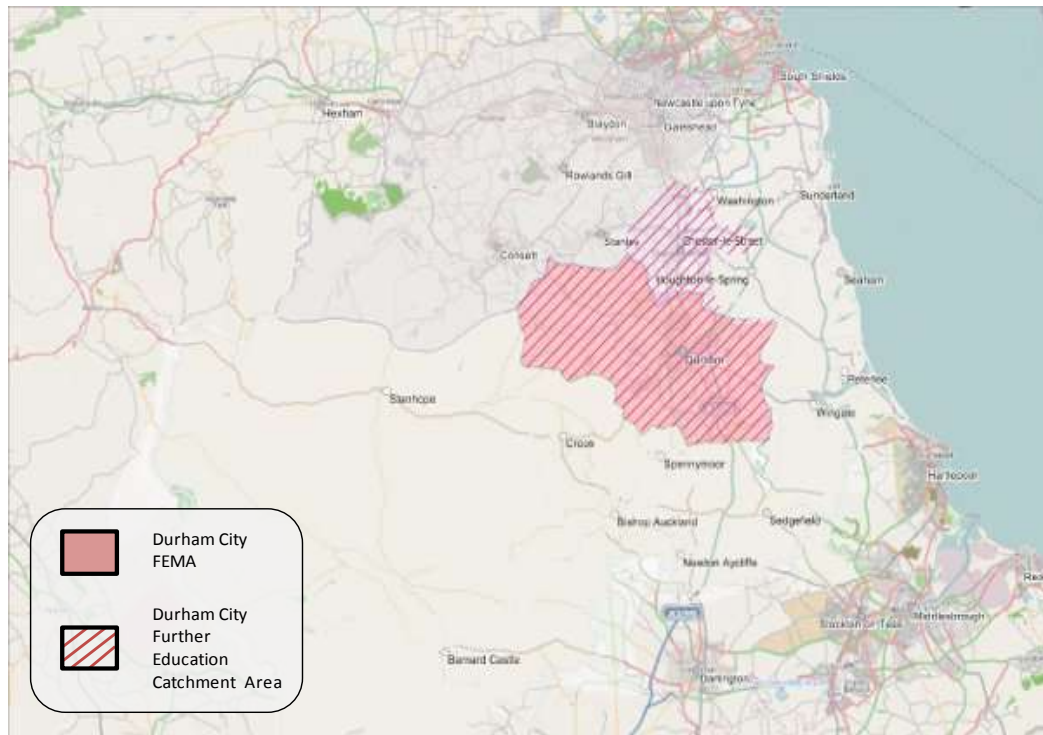 South Shields
Newcastle upon Tyne
Hexham
Blaydon
Gateshead
Rowlands Gill
Washington
Sunderland
Stanley
Chester-le-Street
Consett
Houghton-le-Spring
Seaham
Durham
Peterlee
Stanhope
Wingate
Crook
Spennymoor
Hartlepool
Bishop Auckland
Sedgefield
Newton Aycliffe
Stockton on Tees
Middlesbrough
Barnard Castle
Darlington
Durham City
FEMA
Durham City
Further
Education
Catchment Area